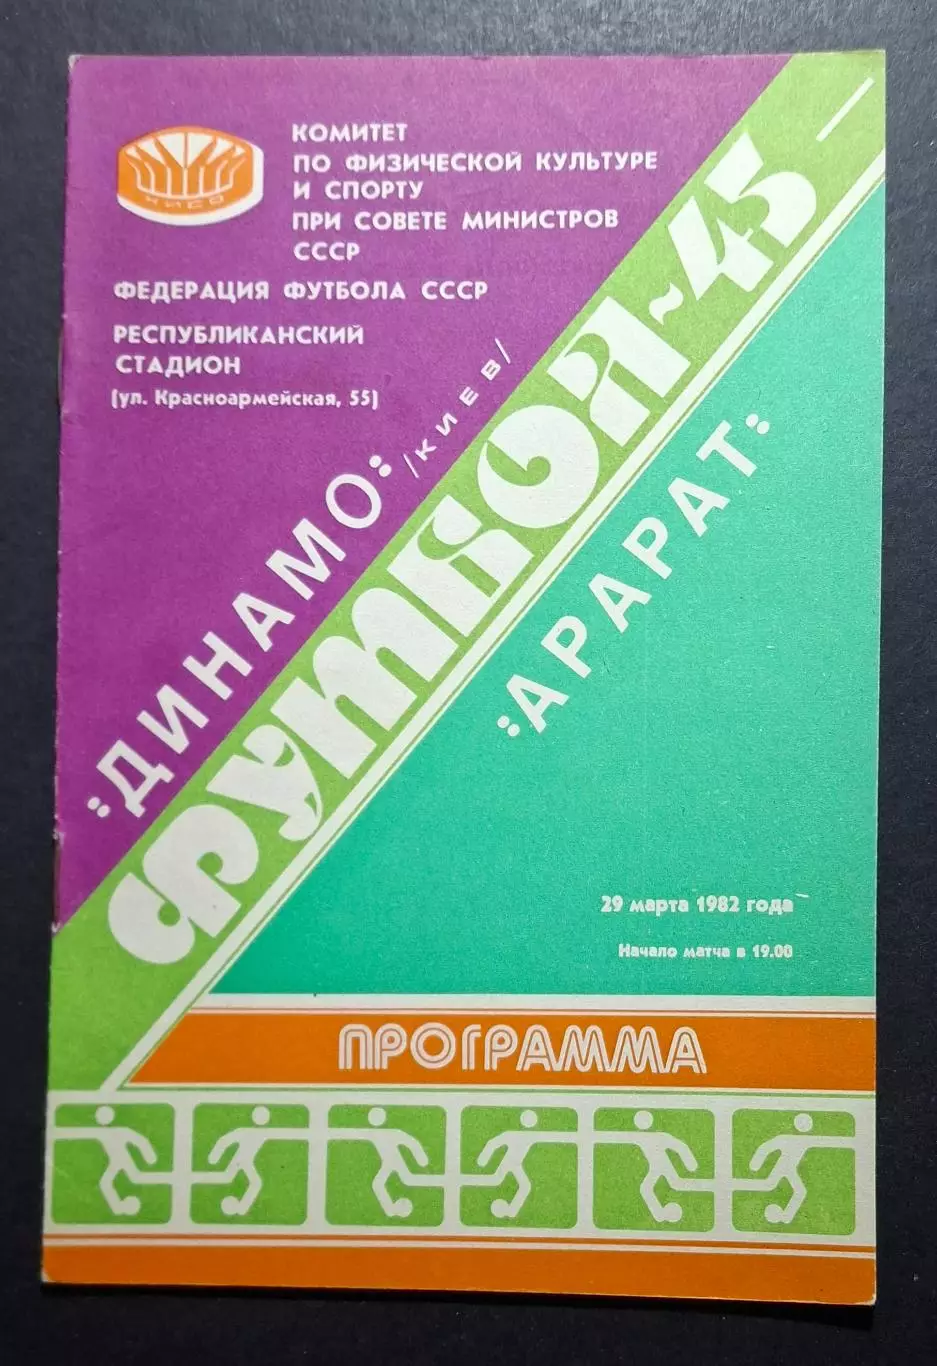 КИСО
КОМИТЕТ
ПО ФИЗИЧЕСКОЙ КУЛЬТУРЕ
И СПОРТУ
ПРИ СОВЕТЕ МИНИСТРОВ
СССР
ФЕДЕРАЦИЯ ФУТБОЛА СССР
РЕСПУБЛИКАНСКИЙ
СТАДИОН
(ул. Красноармейская, 55)
"ДИНАМО"
/КИЕВ/
ФУТБОЛ-45
"АРАРАТ"
29 марта 1982 года
Начало матча в 19.00
ПРОГРАММА